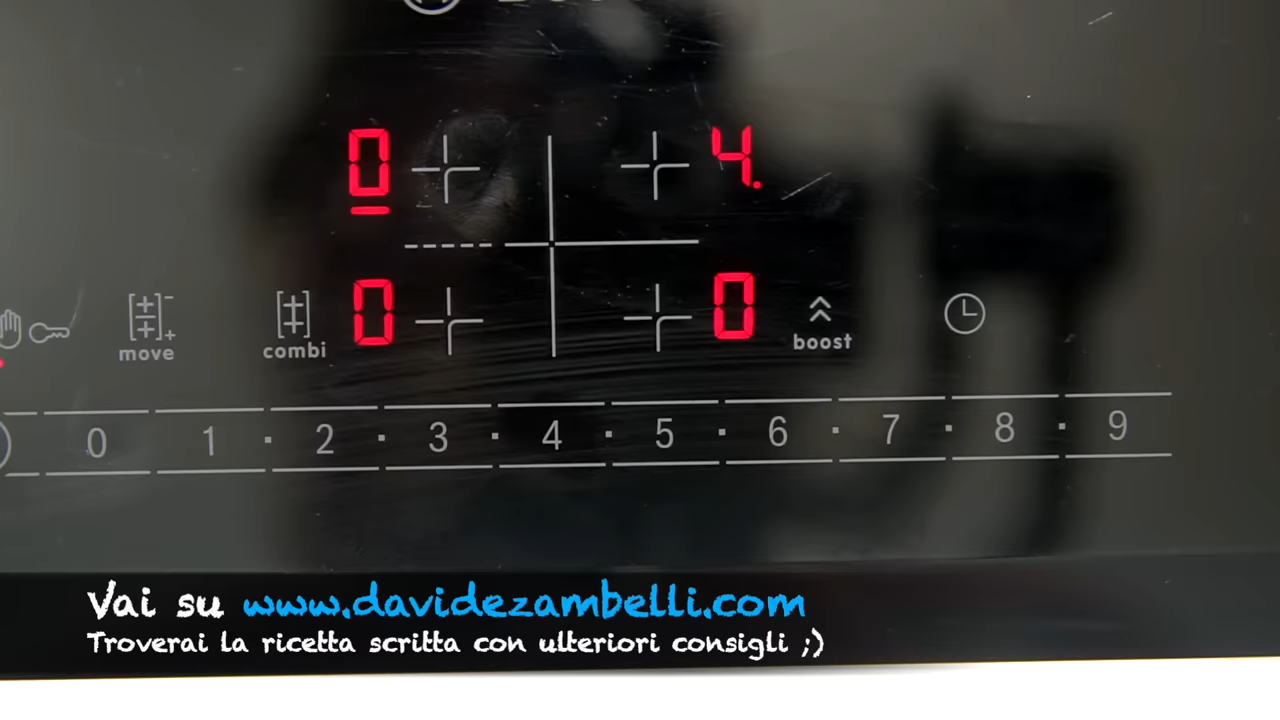 0 4.
0 0
move combi boost
0 1 · 2 · 3 · 4 · 5 · 6 · 7 · 8 · 9
Vai su www.davidezambelli.com
Troverai la ricetta scritta con ulteriori consigli ;)